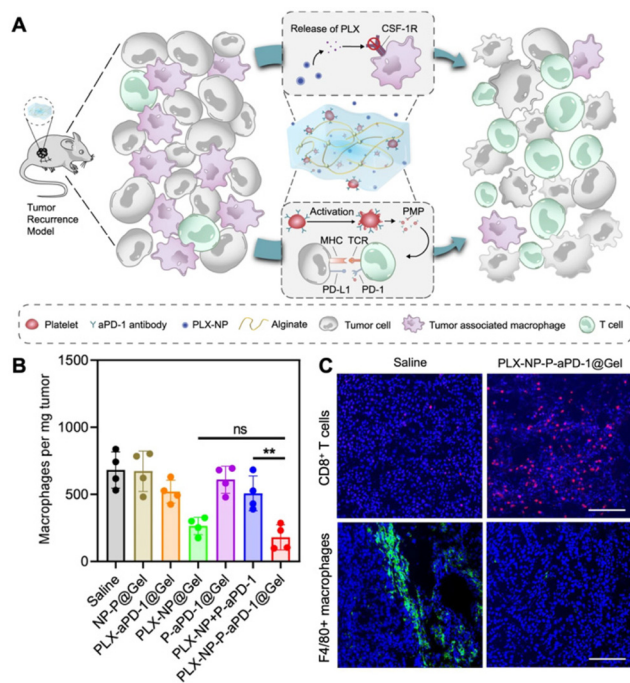 A
Release of PLX
CSF-1R
Tumor
Recurrence
Model
Activation
PMP
MHC TCR
PD-L1 PD-1
Platelet
aPD-1 antibody
PLX-NP
Alginate
Tumor cell
Tumor associated macrophage
T cell
B
Macrophages per mg tumor
1500
1000
500
0
ns
**
Saline
NP-P@Gel
PLX-aPD-1@Gel
PLX-NP@Gel
P-aPD-1@Gel
PLX-NP+P-aPD-1
PLX-NP-P-aPD-1@Gel
C
Saline
PLX-NP-P-aPD-1@Gel
CD8⁺ T cells
F4/80+ macrophages